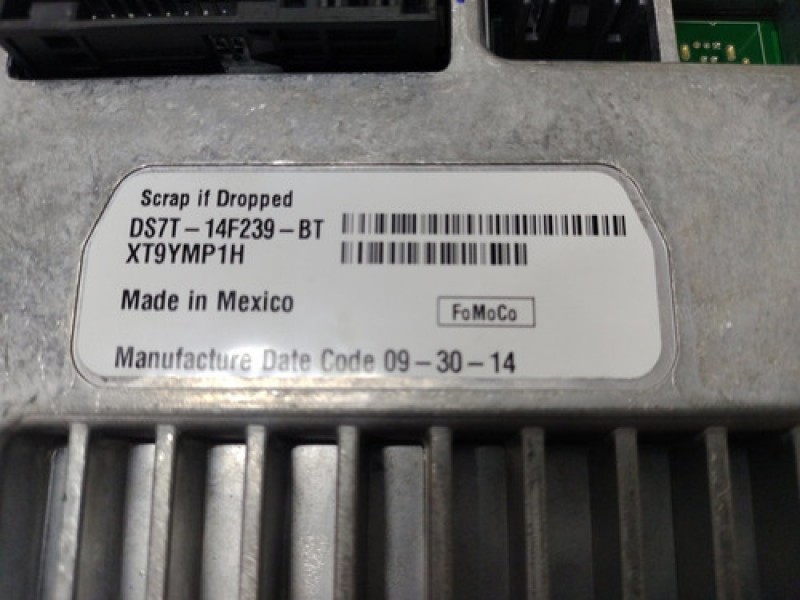 Scrap if Dropped
DS7T-14F239-BT
XT9YMP1H
Made in Mexico
FoMoCo
Manufacture Date Code 09-30-14